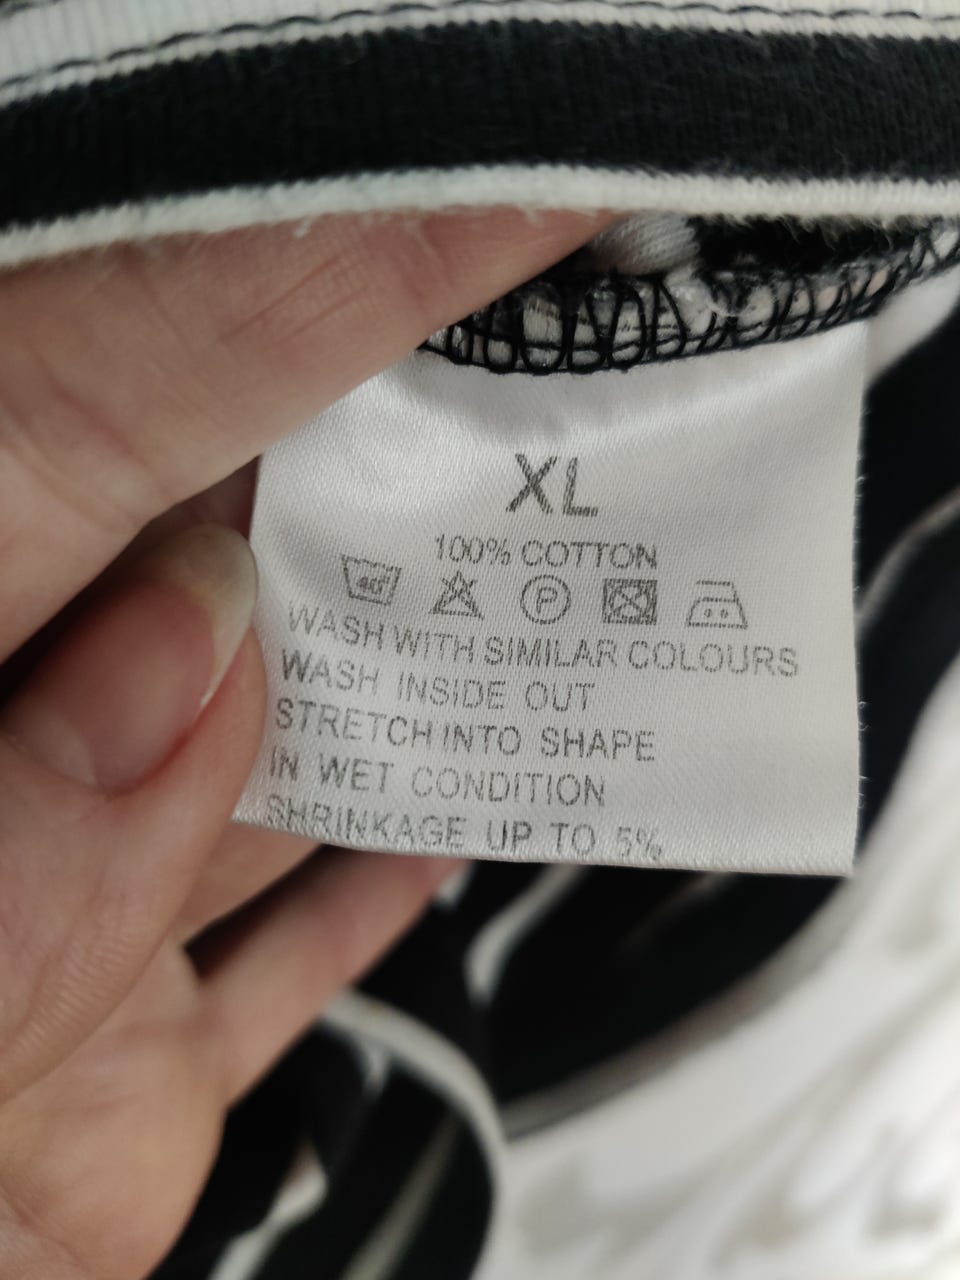 XL
100% COTTON
40° P
WASH WITH SIMILAR COLOURS
WASH INSIDE OUT
STRETCH INTO SHAPE
IN WET CONDITION
SHRINKAGE UP TO 5%